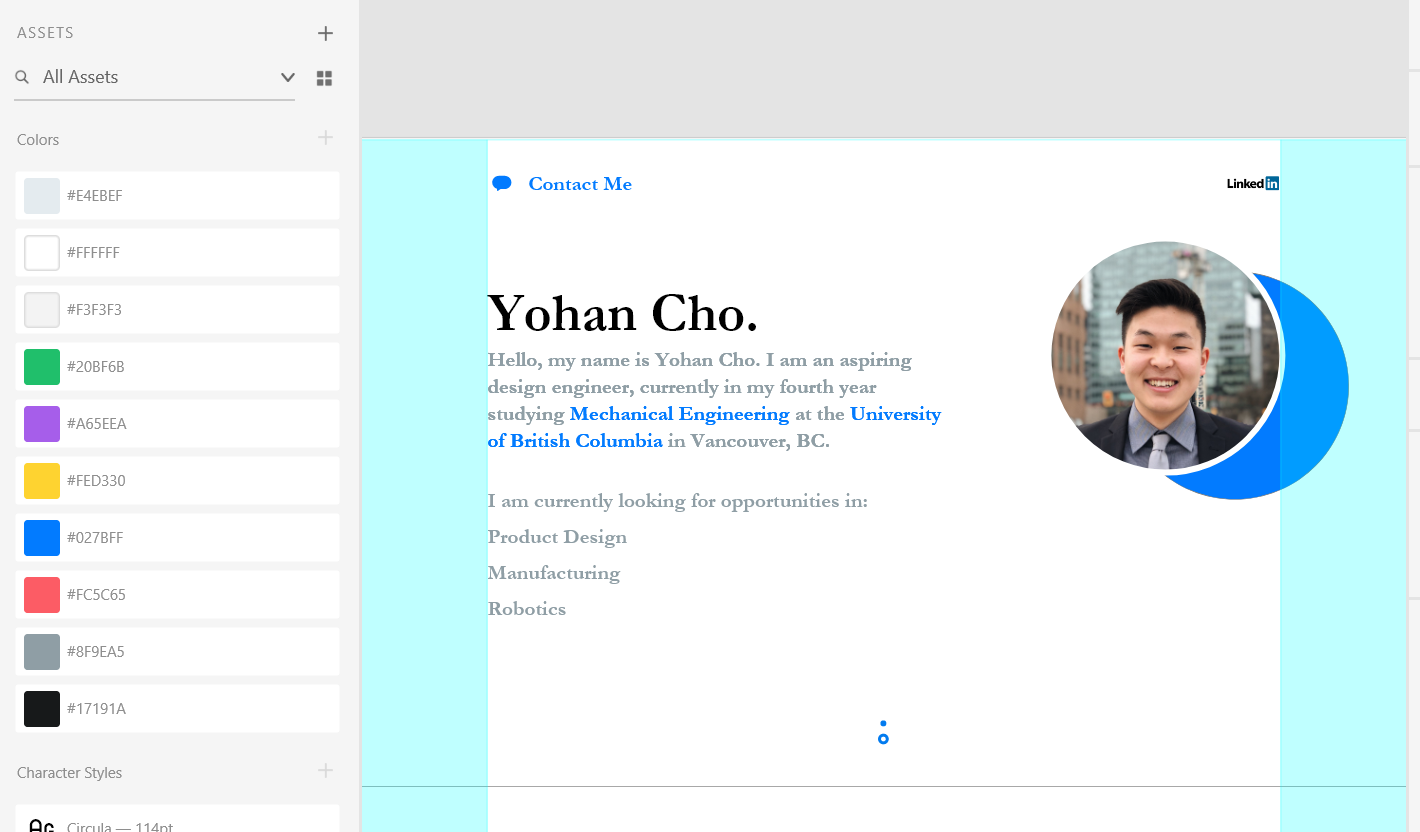 ASSETS
All Assets
Colors
#E4EBEF
#FFFFFF
#F3F3F3
#20BF6B
#A65EEA
#FED330
#027BFF
#FC5C65
#8F9EA5
#17191A
Character Styles
Ag Circula — 114pt
Contact Me
Linked in
Yohan Cho.
Hello, my name is Yohan Cho. I am an aspiring
design engineer, currently in my fourth year
studying Mechanical Engineering at the University
of British Columbia in Vancouver, BC.
I am currently looking for opportunities in:
Product Design
Manufacturing
Robotics